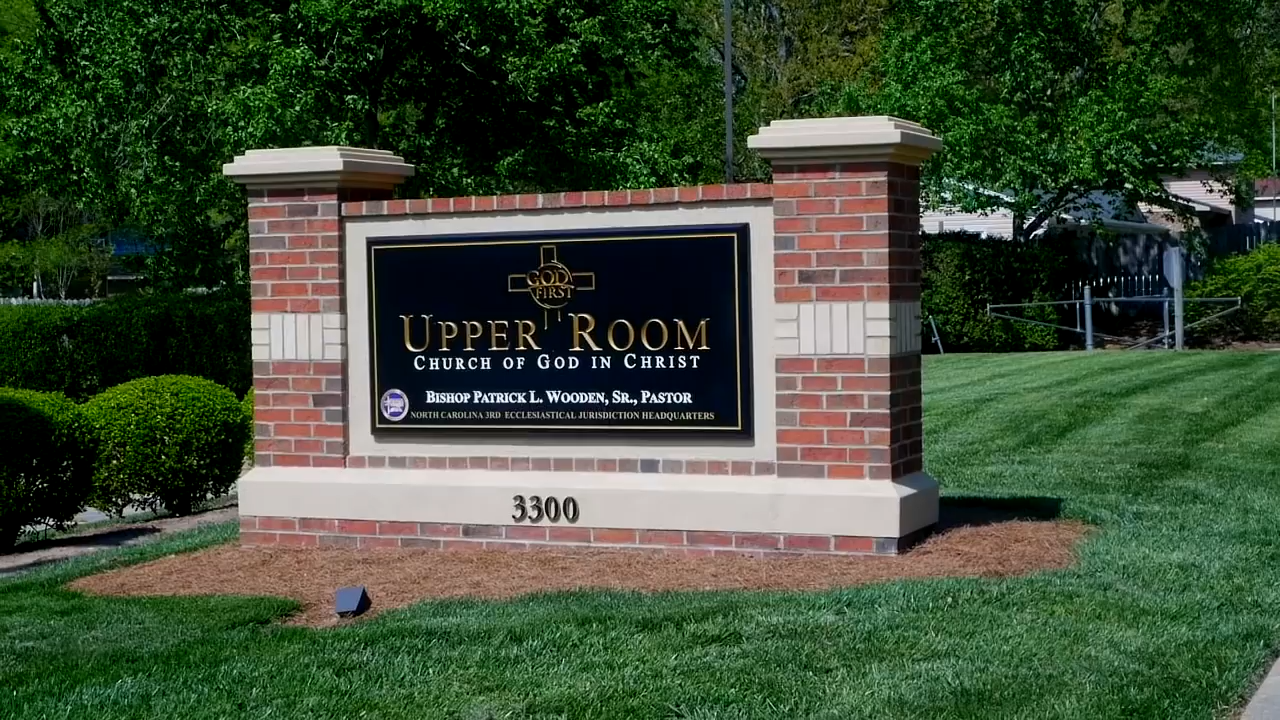 GOD
FIRST
UPPER ROOM
CHURCH OF GOD IN CHRIST
BISHOP PATRICK L. WOODEN, SR., PASTOR
NORTH CAROLINA 3RD ECCLESIASTICAL JURISDICTION HEADQUARTERS
3300